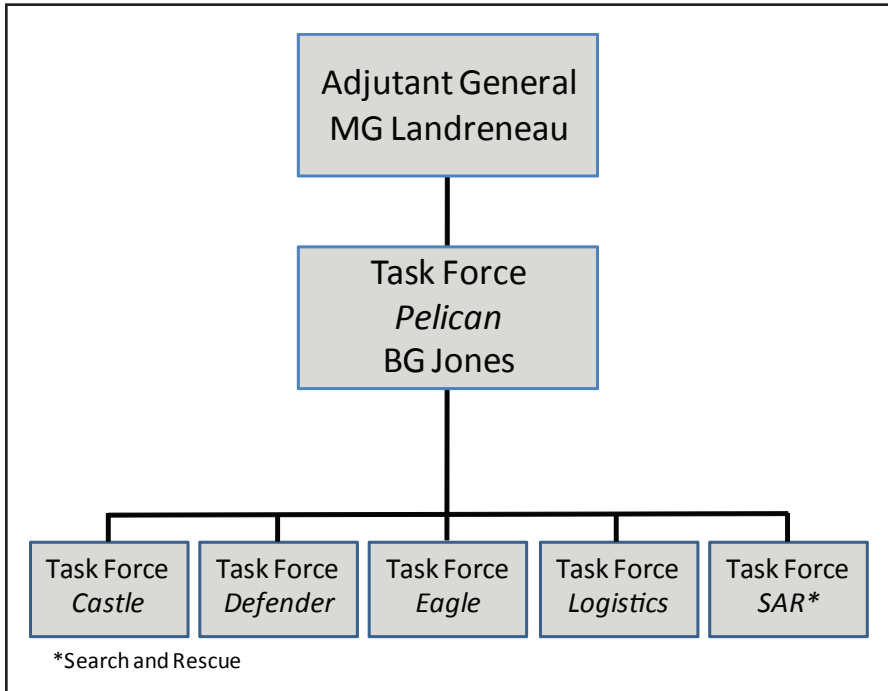 Adjutant General
MG Landreneau
Task Force
Pelican
BG Jones
Task Force
Castle
Task Force
Defender
Task Force
Eagle
Task Force
Logistics
Task Force
SAR*
*Search and Rescue